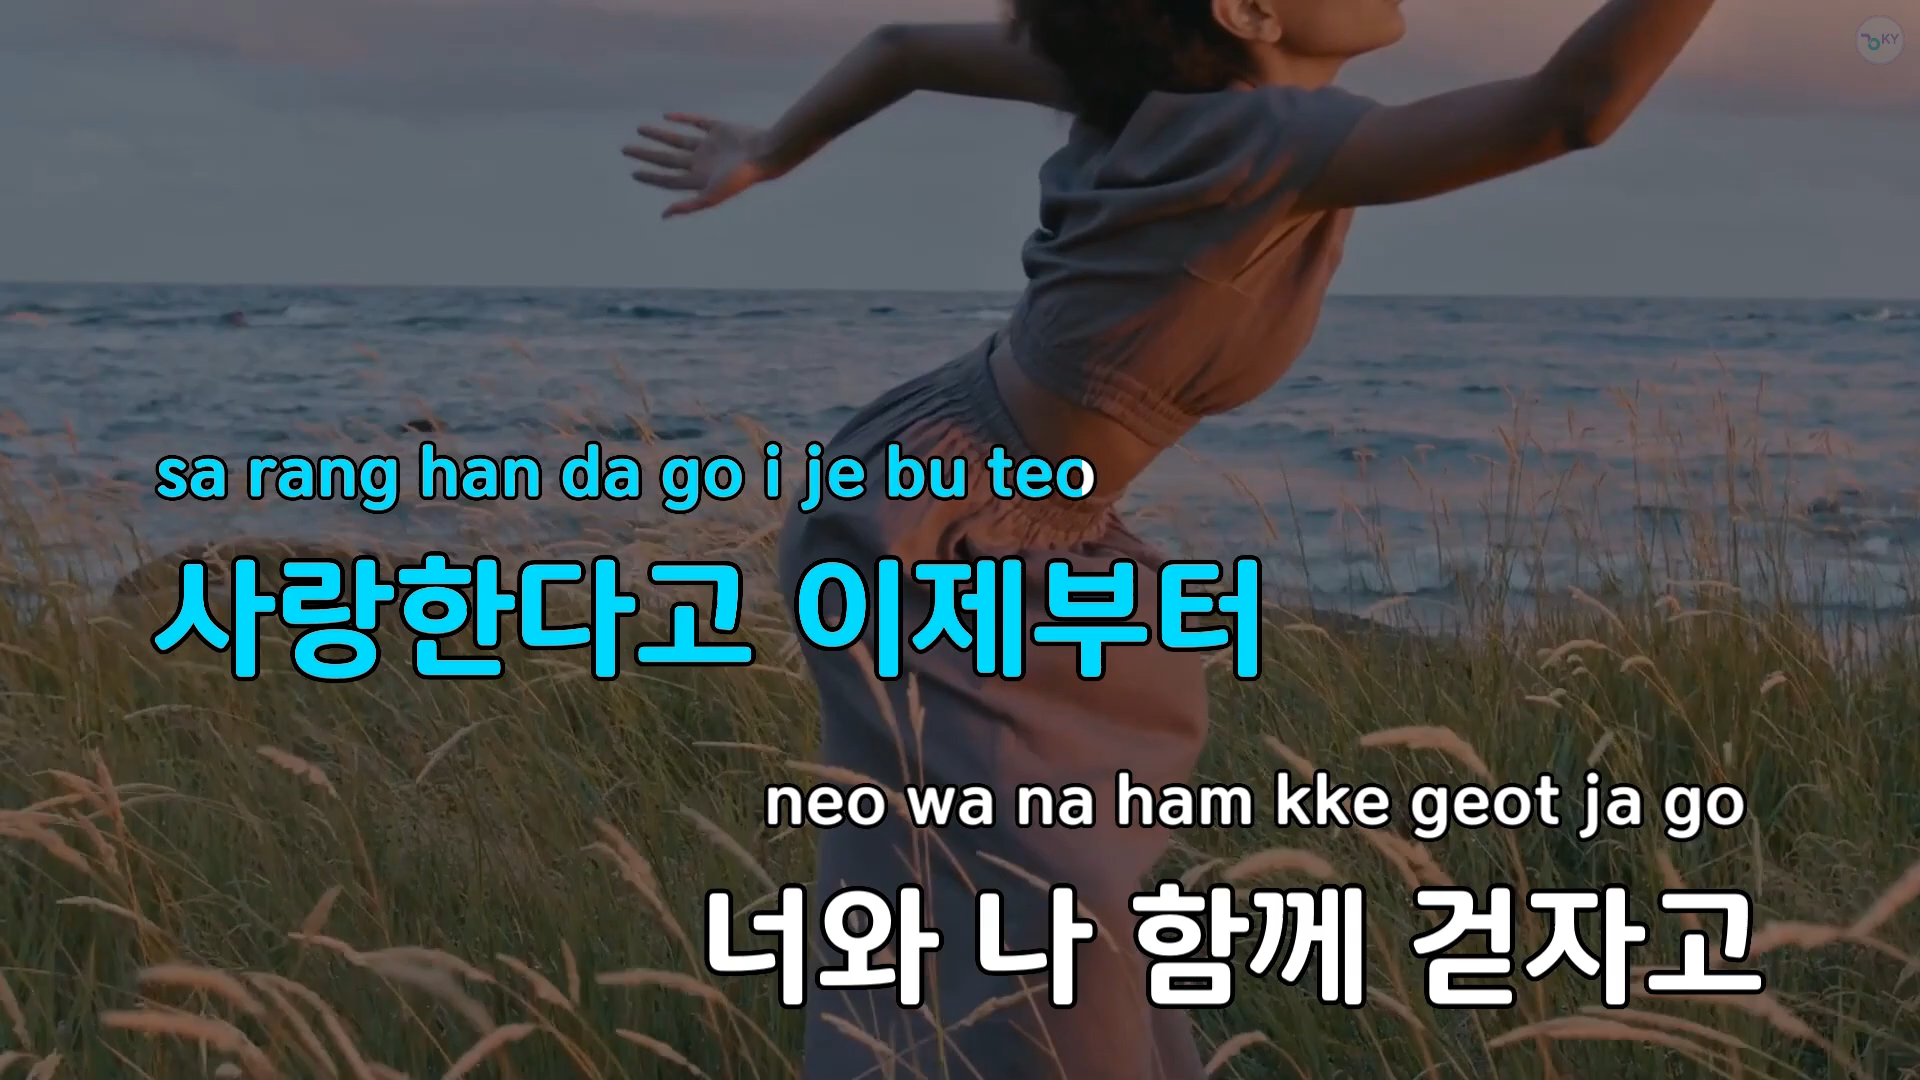 KY
sa rang han da go i je bu teo
사랑한다고 이제부터
neo wa na ham kke geot ja go
너와 나 함께 걷자고